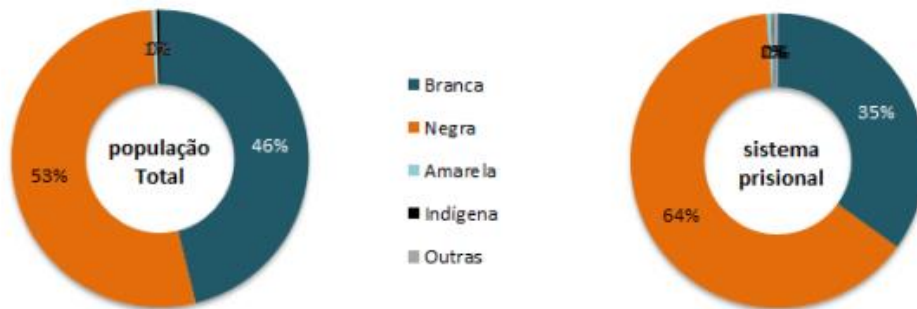 população
Total
46%
53%
Branca
Negra
Amarela
Indígena
Outras
sistema
prisional
35%
64%